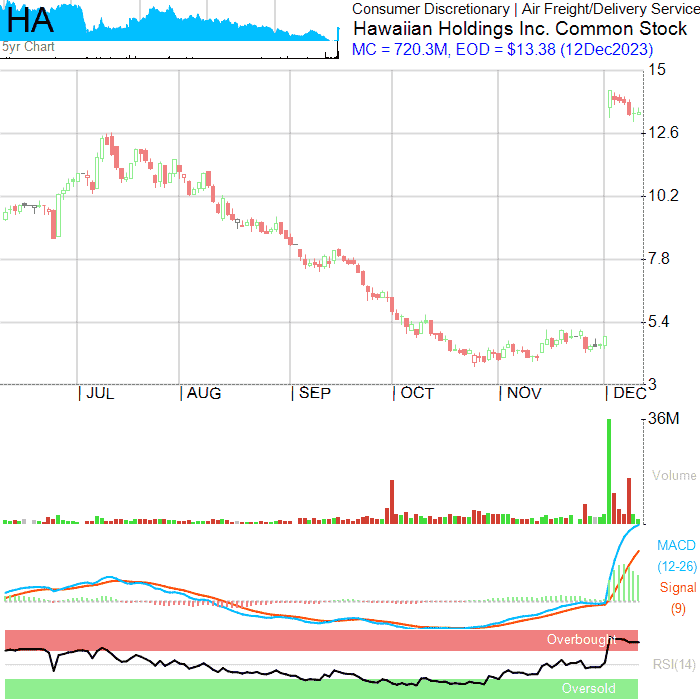 HA
5yr Chart
Consumer Discretionary | Air Freight/Delivery Service
Hawaiian Holdings Inc. Common Stock
MC = 720.3M, EOD = $13.38 (12Dec2023)
15
12.6
10.2
7.8
5.4
3
JUL AUG SEP OCT NOV DEC
36M
Volume
MACD
(12-26)
Signal
(9)
Overbought
RSI(14)
Oversold